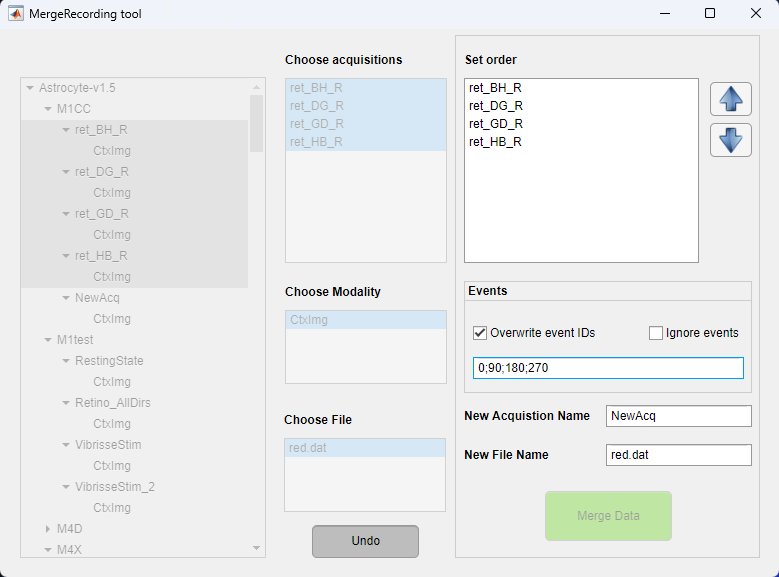 MergeRecording tool
Astrocyte-v1.5
M1CC
ret_BH_R
CtxImg
ret_DG_R
CtxImg
ret_GD_R
CtxImg
ret_HB_R
CtxImg
NewAcq
CtxImg
M1test
RestingState
CtxImg
Retino_AllDirs
CtxImg
VibrisseStim
CtxImg
VibrisseStim_2
CtxImg
M4D
M4X
Choose acquisitions
ret_BH_R
ret_DG_R
ret_GD_R
ret_HB_R
Choose Modality
CtxImg
Choose File
red.dat
Undo
Set order
ret_BH_R
ret_DG_R
ret_GD_R
ret_HB_R
Events
Overwrite event IDs
Ignore events
0;90;180;270
New Acquistion Name
NewAcq
New File Name
red.dat
Merge Data